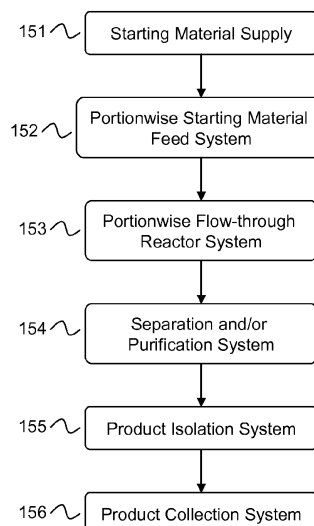 151
Starting Material Supply
152
Portionwise Starting Material
Feed System
153
Portionwise Flow-through
Reactor System
154
Separation and/or
Purification System
155
Product Isolation System
156
Product Collection System